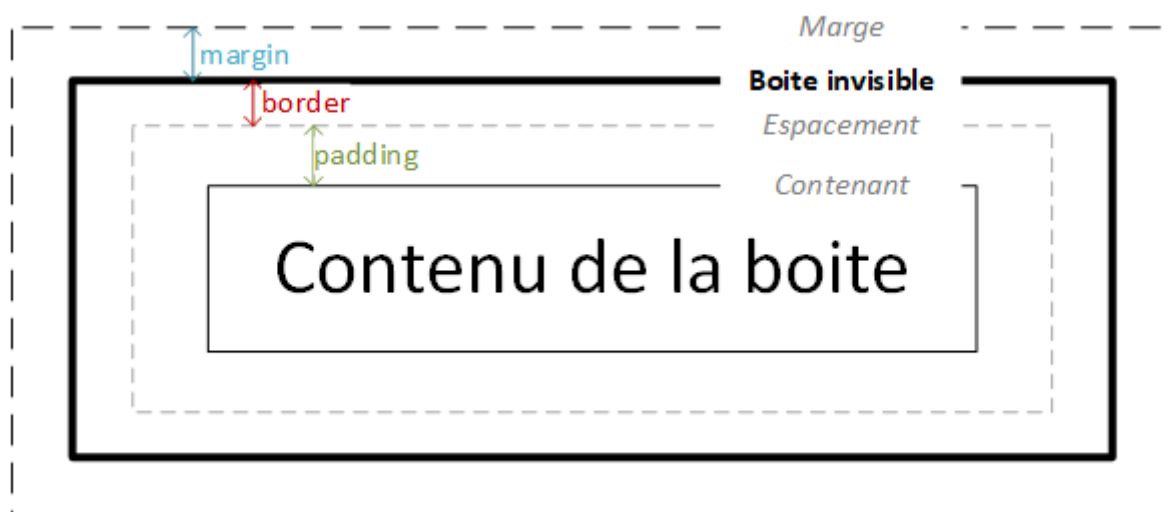 Marge
margin
Boite invisible
border
Espacement
padding
Contenant
Contenu de la boite